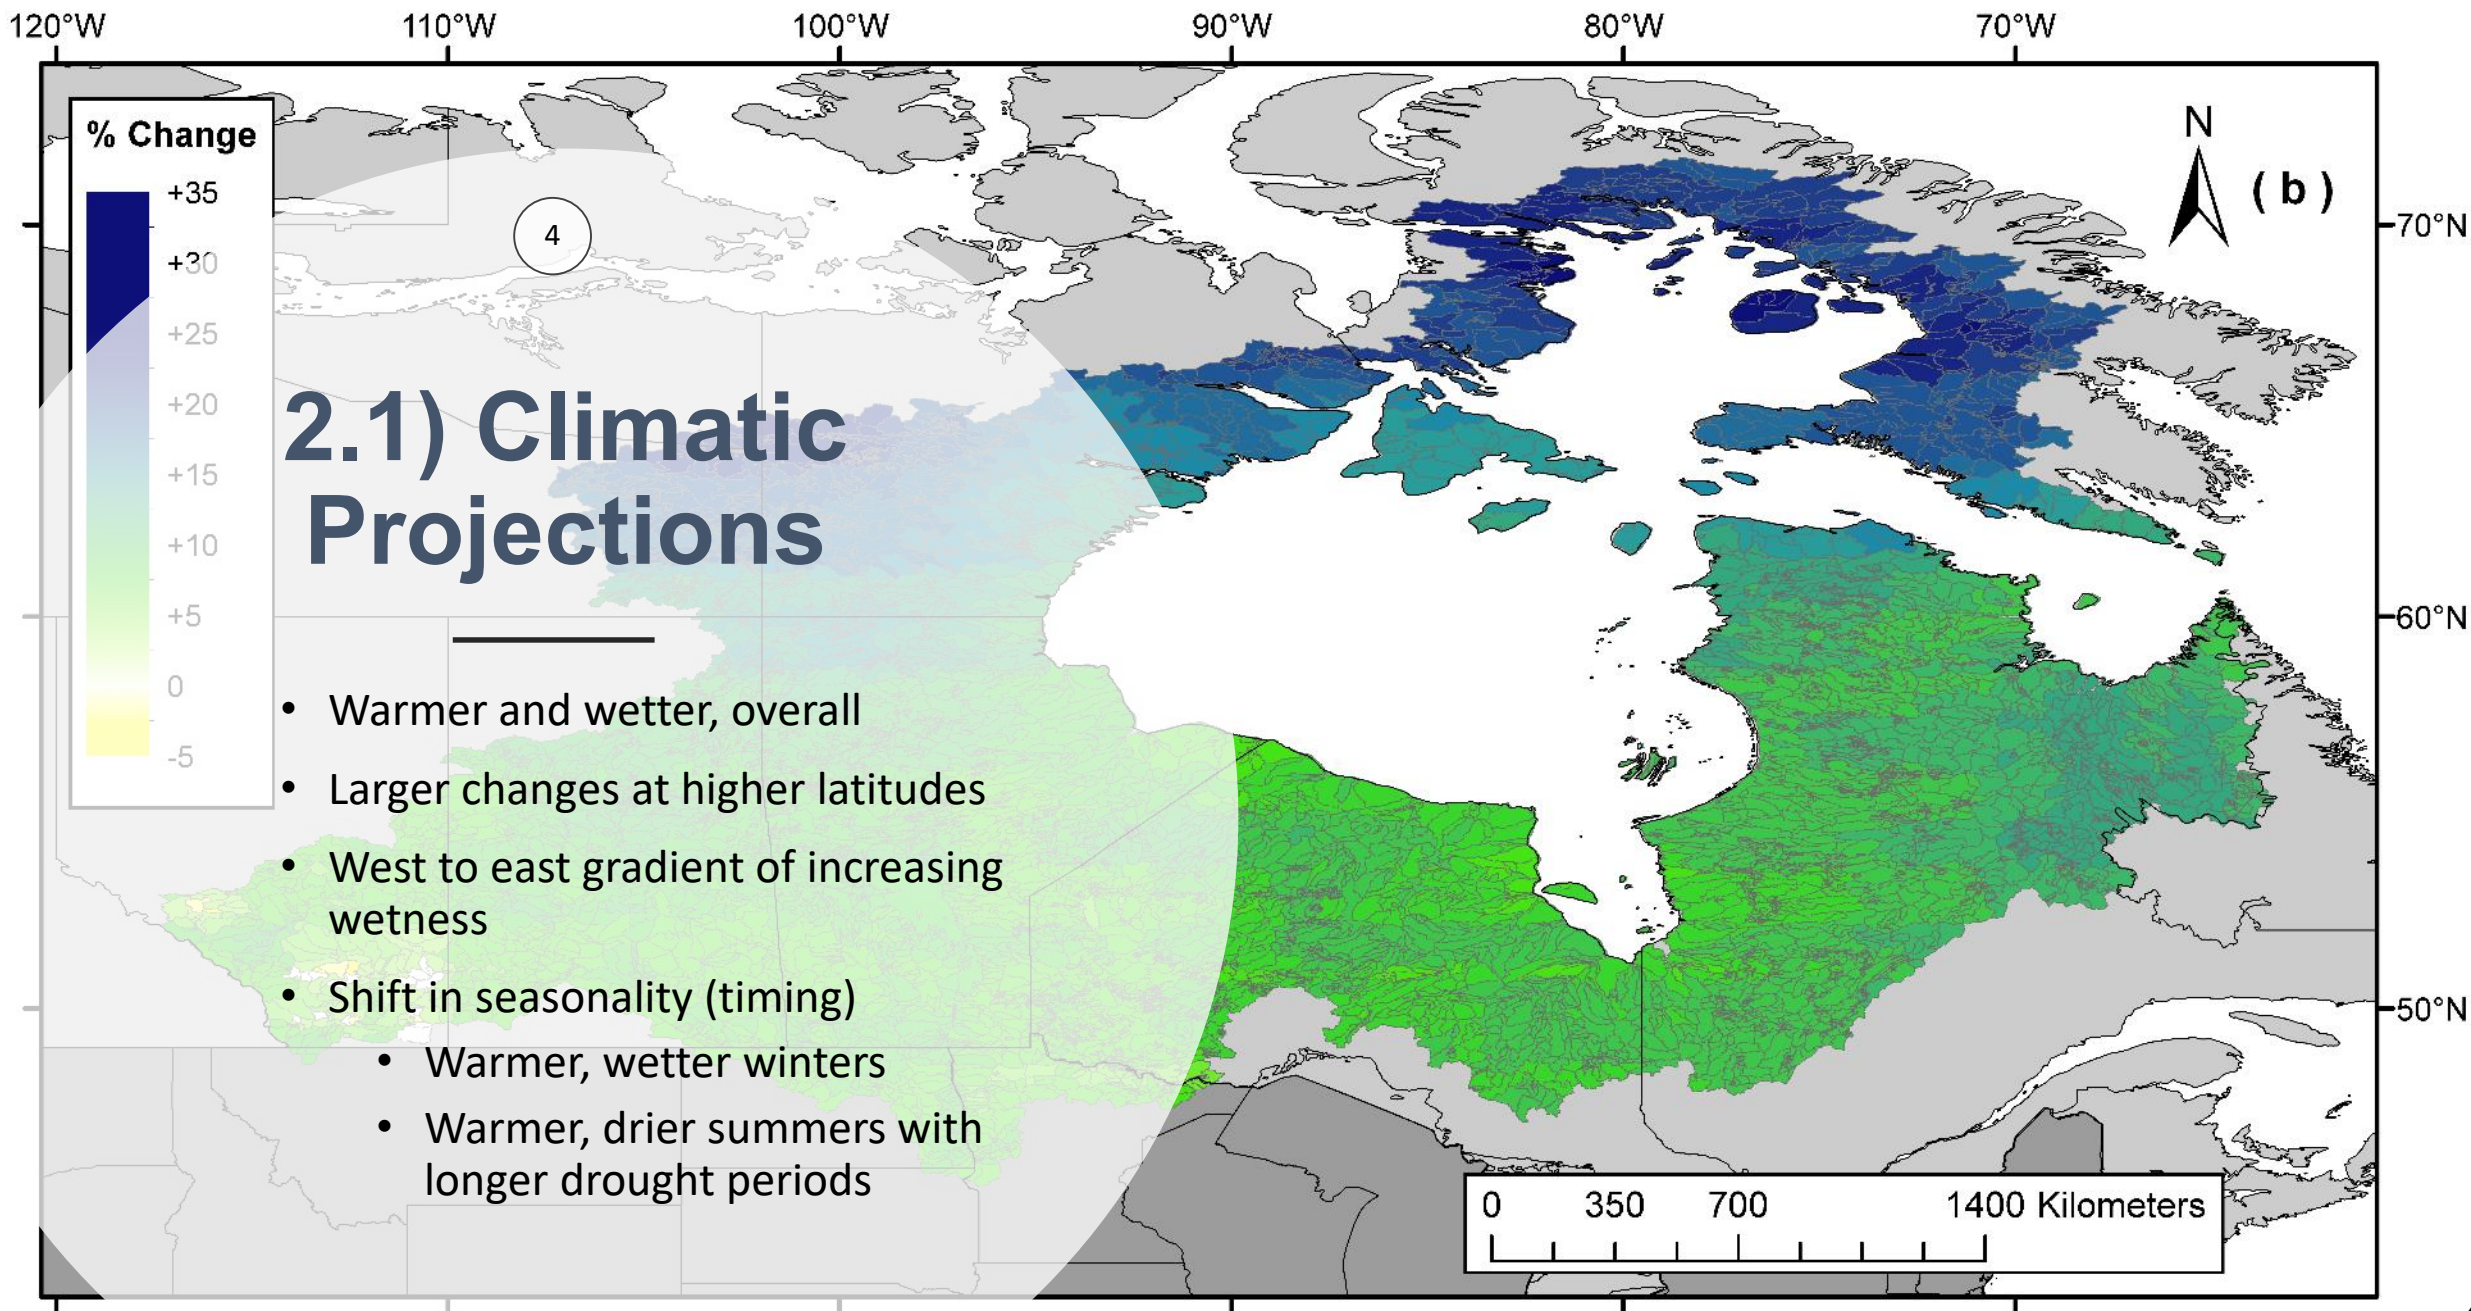 120°W 110°W 100°W 90°W 80°W 70°W
% Change
+35
+30
+25
+20
+15
+10
+5
0
-5
N
( b )
70°N
60°N
50°N
4
2.1) Climatic
Projections
• Warmer and wetter, overall
• Larger changes at higher latitudes
• West to east gradient of increasing
wetness
• Shift in seasonality (timing)
• Warmer, wetter winters
• Warmer, drier summers with
longer drought periods
0 350 700 1400 Kilometers